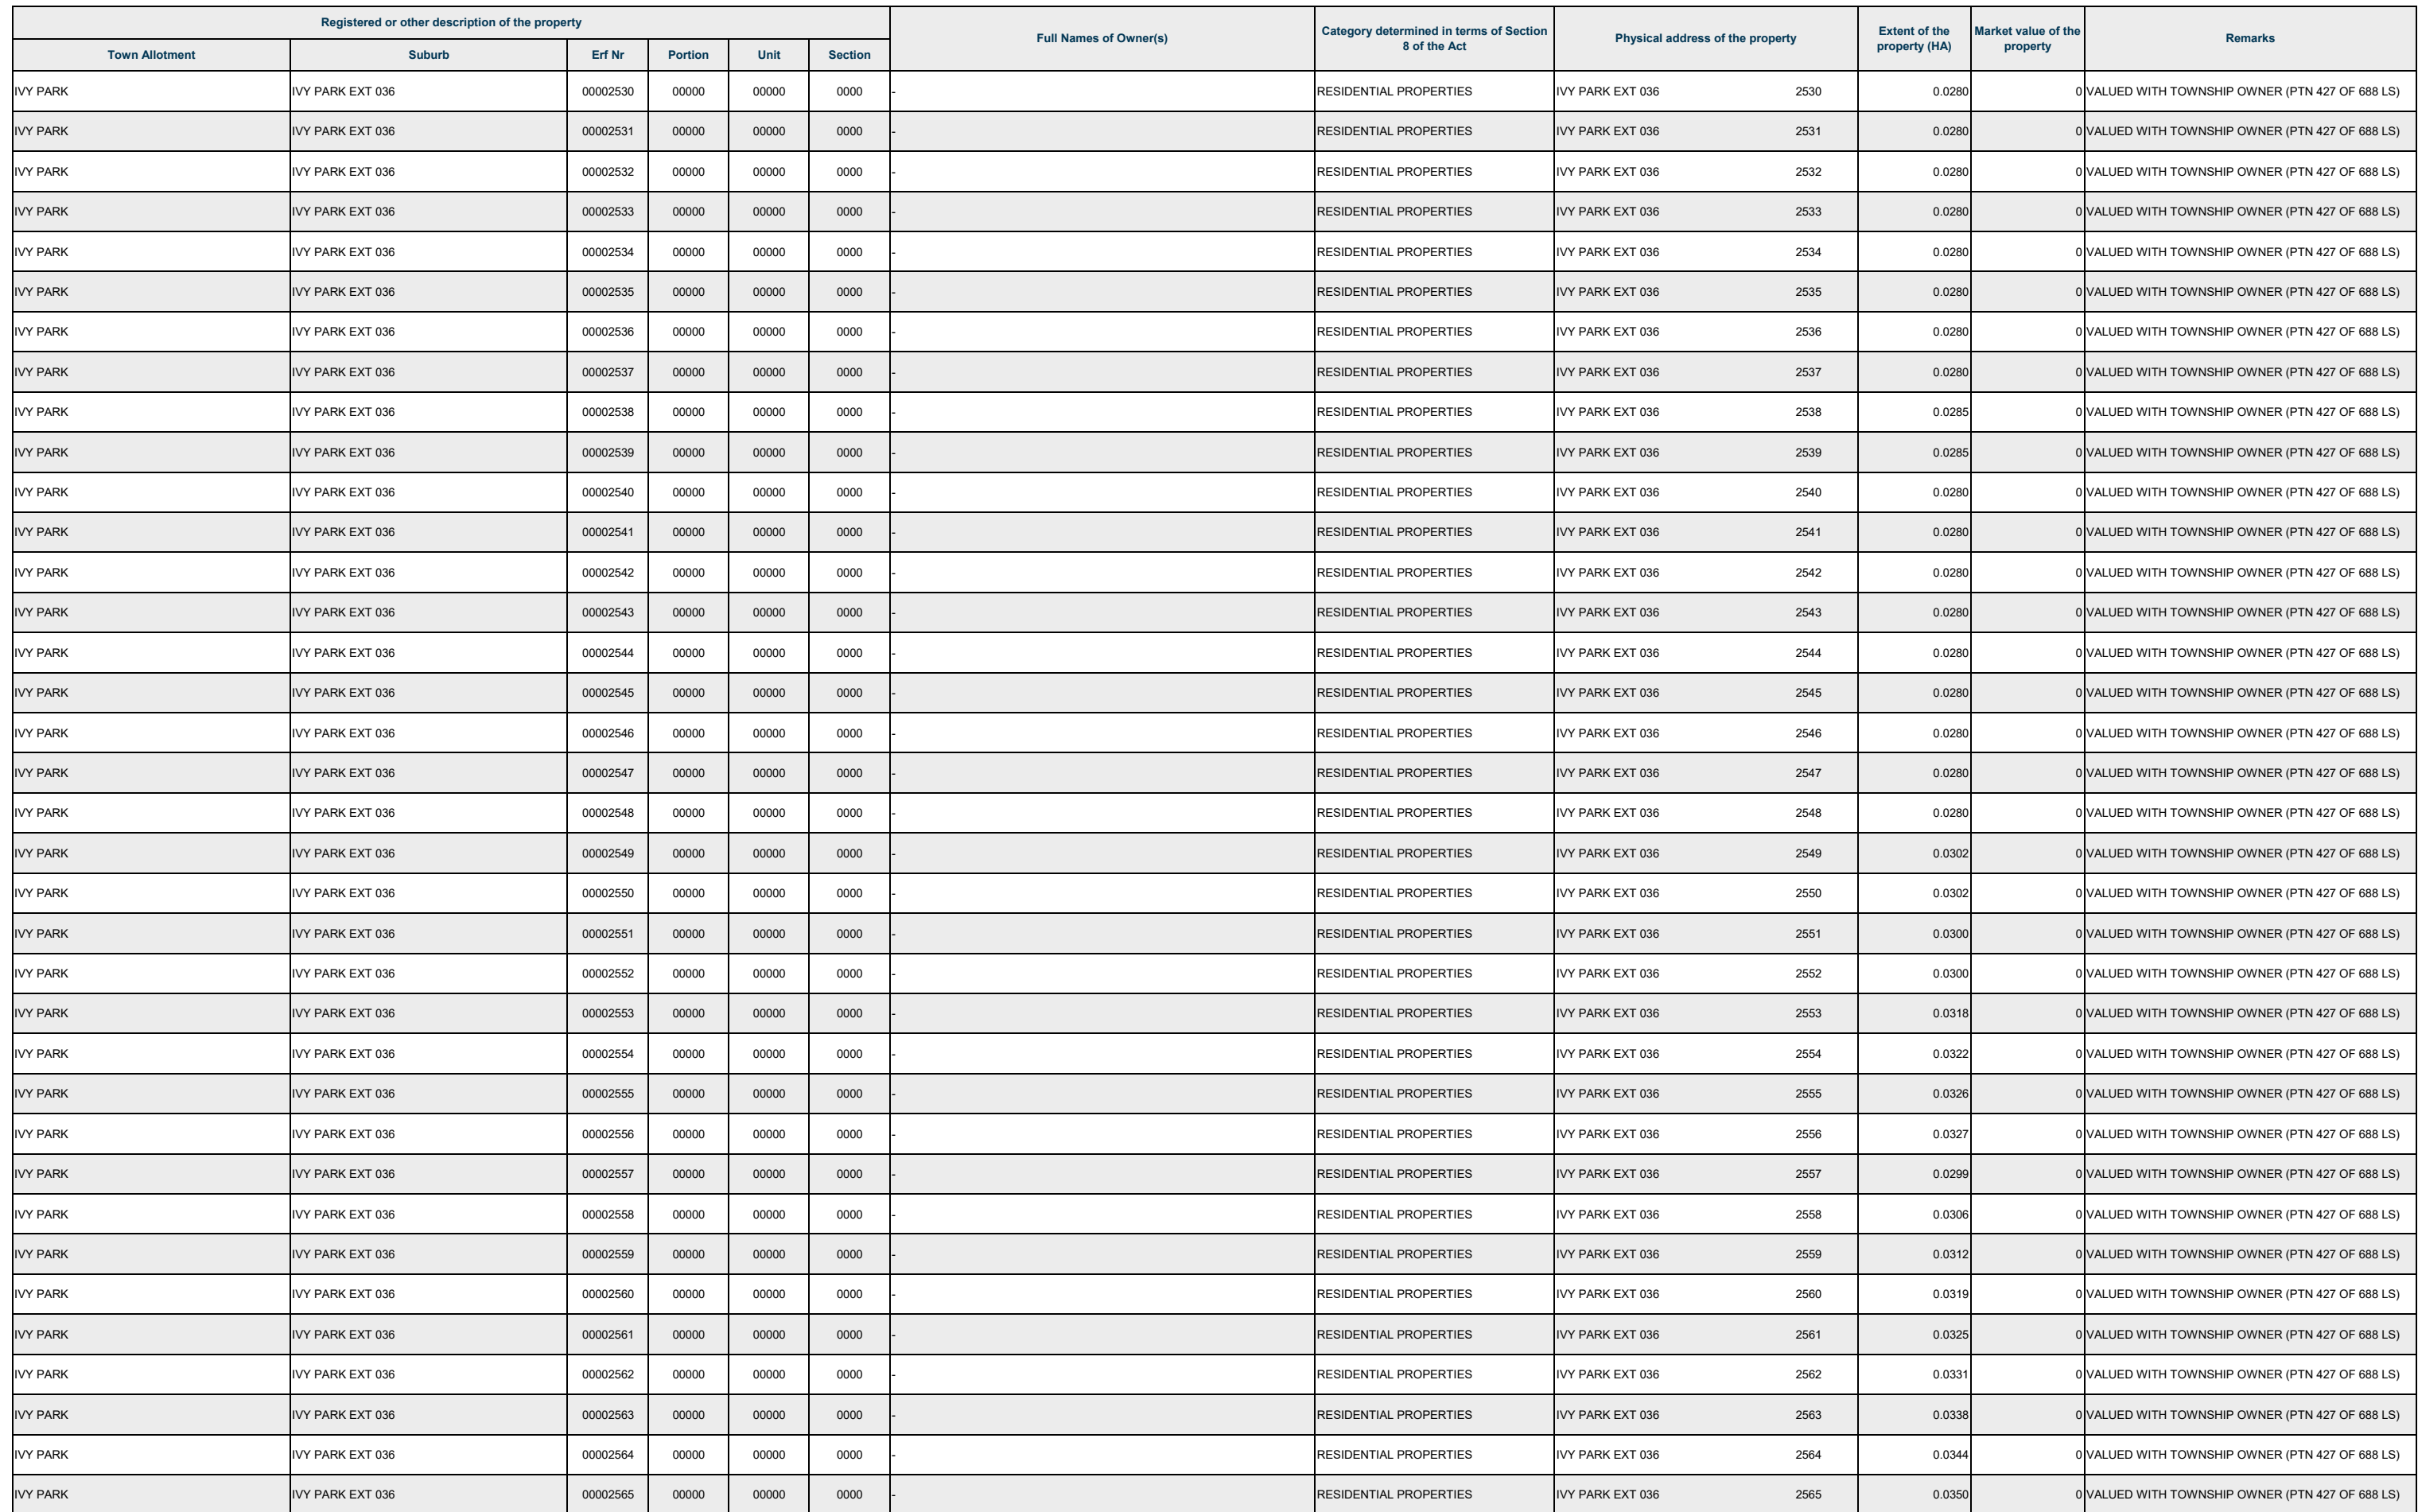 Registered or other description of the property
Full Names of Owner(s)
Category determined in terms of Section
8 of the Act
Physical address of the property
Extent of the
property (HA)
Market value of the
property
Remarks
Town Allotment Suburb Erf Nr Portion Unit Section
IVY PARK IVY PARK EXT 036 00002530 00000 00000 0000 - RESIDENTIAL PROPERTIES IVY PARK EXT 036 2530 0.0280 0 VALUED WITH TOWNSHIP OWNER (PTN 427 OF 688 LS)
IVY PARK IVY PARK EXT 036 00002531 00000 00000 0000 - RESIDENTIAL PROPERTIES IVY PARK EXT 036 2531 0.0280 0 VALUED WITH TOWNSHIP OWNER (PTN 427 OF 688 LS)
IVY PARK IVY PARK EXT 036 00002532 00000 00000 0000 - RESIDENTIAL PROPERTIES IVY PARK EXT 036 2532 0.0280 0 VALUED WITH TOWNSHIP OWNER (PTN 427 OF 688 LS)
IVY PARK IVY PARK EXT 036 00002533 00000 00000 0000 - RESIDENTIAL PROPERTIES IVY PARK EXT 036 2533 0.0280 0 VALUED WITH TOWNSHIP OWNER (PTN 427 OF 688 LS)
IVY PARK IVY PARK EXT 036 00002534 00000 00000 0000 - RESIDENTIAL PROPERTIES IVY PARK EXT 036 2534 0.0280 0 VALUED WITH TOWNSHIP OWNER (PTN 427 OF 688 LS)
IVY PARK IVY PARK EXT 036 00002535 00000 00000 0000 - RESIDENTIAL PROPERTIES IVY PARK EXT 036 2535 0.0280 0 VALUED WITH TOWNSHIP OWNER (PTN 427 OF 688 LS)
IVY PARK IVY PARK EXT 036 00002536 00000 00000 0000 - RESIDENTIAL PROPERTIES IVY PARK EXT 036 2536 0.0280 0 VALUED WITH TOWNSHIP OWNER (PTN 427 OF 688 LS)
IVY PARK IVY PARK EXT 036 00002537 00000 00000 0000 - RESIDENTIAL PROPERTIES IVY PARK EXT 036 2537 0.0280 0 VALUED WITH TOWNSHIP OWNER (PTN 427 OF 688 LS)
IVY PARK IVY PARK EXT 036 00002538 00000 00000 0000 - RESIDENTIAL PROPERTIES IVY PARK EXT 036 2538 0.0285 0 VALUED WITH TOWNSHIP OWNER (PTN 427 OF 688 LS)
IVY PARK IVY PARK EXT 036 00002539 00000 00000 0000 - RESIDENTIAL PROPERTIES IVY PARK EXT 036 2539 0.0285 0 VALUED WITH TOWNSHIP OWNER (PTN 427 OF 688 LS)
IVY PARK IVY PARK EXT 036 00002540 00000 00000 0000 - RESIDENTIAL PROPERTIES IVY PARK EXT 036 2540 0.0280 0 VALUED WITH TOWNSHIP OWNER (PTN 427 OF 688 LS)
IVY PARK IVY PARK EXT 036 00002541 00000 00000 0000 - RESIDENTIAL PROPERTIES IVY PARK EXT 036 2541 0.0280 0 VALUED WITH TOWNSHIP OWNER (PTN 427 OF 688 LS)
IVY PARK IVY PARK EXT 036 00002542 00000 00000 0000 - RESIDENTIAL PROPERTIES IVY PARK EXT 036 2542 0.0280 0 VALUED WITH TOWNSHIP OWNER (PTN 427 OF 688 LS)
IVY PARK IVY PARK EXT 036 00002543 00000 00000 0000 - RESIDENTIAL PROPERTIES IVY PARK EXT 036 2543 0.0280 0 VALUED WITH TOWNSHIP OWNER (PTN 427 OF 688 LS)
IVY PARK IVY PARK EXT 036 00002544 00000 00000 0000 - RESIDENTIAL PROPERTIES IVY PARK EXT 036 2544 0.0280 0 VALUED WITH TOWNSHIP OWNER (PTN 427 OF 688 LS)
IVY PARK IVY PARK EXT 036 00002545 00000 00000 0000 - RESIDENTIAL PROPERTIES IVY PARK EXT 036 2545 0.0280 0 VALUED WITH TOWNSHIP OWNER (PTN 427 OF 688 LS)
IVY PARK IVY PARK EXT 036 00002546 00000 00000 0000 - RESIDENTIAL PROPERTIES IVY PARK EXT 036 2546 0.0280 0 VALUED WITH TOWNSHIP OWNER (PTN 427 OF 688 LS)
IVY PARK IVY PARK EXT 036 00002547 00000 00000 0000 - RESIDENTIAL PROPERTIES IVY PARK EXT 036 2547 0.0280 0 VALUED WITH TOWNSHIP OWNER (PTN 427 OF 688 LS)
IVY PARK IVY PARK EXT 036 00002548 00000 00000 0000 - RESIDENTIAL PROPERTIES IVY PARK EXT 036 2548 0.0280 0 VALUED WITH TOWNSHIP OWNER (PTN 427 OF 688 LS)
IVY PARK IVY PARK EXT 036 00002549 00000 00000 0000 - RESIDENTIAL PROPERTIES IVY PARK EXT 036 2549 0.0302 0 VALUED WITH TOWNSHIP OWNER (PTN 427 OF 688 LS)
IVY PARK IVY PARK EXT 036 00002550 00000 00000 0000 - RESIDENTIAL PROPERTIES IVY PARK EXT 036 2550 0.0302 0 VALUED WITH TOWNSHIP OWNER (PTN 427 OF 688 LS)
IVY PARK IVY PARK EXT 036 00002551 00000 00000 0000 - RESIDENTIAL PROPERTIES IVY PARK EXT 036 2551 0.0300 0 VALUED WITH TOWNSHIP OWNER (PTN 427 OF 688 LS)
IVY PARK IVY PARK EXT 036 00002552 00000 00000 0000 - RESIDENTIAL PROPERTIES IVY PARK EXT 036 2552 0.0300 0 VALUED WITH TOWNSHIP OWNER (PTN 427 OF 688 LS)
IVY PARK IVY PARK EXT 036 00002553 00000 00000 0000 - RESIDENTIAL PROPERTIES IVY PARK EXT 036 2553 0.0318 0 VALUED WITH TOWNSHIP OWNER (PTN 427 OF 688 LS)
IVY PARK IVY PARK EXT 036 00002554 00000 00000 0000 - RESIDENTIAL PROPERTIES IVY PARK EXT 036 2554 0.0322 0 VALUED WITH TOWNSHIP OWNER (PTN 427 OF 688 LS)
IVY PARK IVY PARK EXT 036 00002555 00000 00000 0000 - RESIDENTIAL PROPERTIES IVY PARK EXT 036 2555 0.0326 0 VALUED WITH TOWNSHIP OWNER (PTN 427 OF 688 LS)
IVY PARK IVY PARK EXT 036 00002556 00000 00000 0000 - RESIDENTIAL PROPERTIES IVY PARK EXT 036 2556 0.0327 0 VALUED WITH TOWNSHIP OWNER (PTN 427 OF 688 LS)
IVY PARK IVY PARK EXT 036 00002557 00000 00000 0000 - RESIDENTIAL PROPERTIES IVY PARK EXT 036 2557 0.0299 0 VALUED WITH TOWNSHIP OWNER (PTN 427 OF 688 LS)
IVY PARK IVY PARK EXT 036 00002558 00000 00000 0000 - RESIDENTIAL PROPERTIES IVY PARK EXT 036 2558 0.0306 0 VALUED WITH TOWNSHIP OWNER (PTN 427 OF 688 LS)
IVY PARK IVY PARK EXT 036 00002559 00000 00000 0000 - RESIDENTIAL PROPERTIES IVY PARK EXT 036 2559 0.0312 0 VALUED WITH TOWNSHIP OWNER (PTN 427 OF 688 LS)
IVY PARK IVY PARK EXT 036 00002560 00000 00000 0000 - RESIDENTIAL PROPERTIES IVY PARK EXT 036 2560 0.0319 0 VALUED WITH TOWNSHIP OWNER (PTN 427 OF 688 LS)
IVY PARK IVY PARK EXT 036 00002561 00000 00000 0000 - RESIDENTIAL PROPERTIES IVY PARK EXT 036 2561 0.0325 0 VALUED WITH TOWNSHIP OWNER (PTN 427 OF 688 LS)
IVY PARK IVY PARK EXT 036 00002562 00000 00000 0000 - RESIDENTIAL PROPERTIES IVY PARK EXT 036 2562 0.0331 0 VALUED WITH TOWNSHIP OWNER (PTN 427 OF 688 LS)
IVY PARK IVY PARK EXT 036 00002563 00000 00000 0000 - RESIDENTIAL PROPERTIES IVY PARK EXT 036 2563 0.0338 0 VALUED WITH TOWNSHIP OWNER (PTN 427 OF 688 LS)
IVY PARK IVY PARK EXT 036 00002564 00000 00000 0000 - RESIDENTIAL PROPERTIES IVY PARK EXT 036 2564 0.0344 0 VALUED WITH TOWNSHIP OWNER (PTN 427 OF 688 LS)
IVY PARK IVY PARK EXT 036 00002565 00000 00000 0000 - RESIDENTIAL PROPERTIES IVY PARK EXT 036 2565 0.0350 0 VALUED WITH TOWNSHIP OWNER (PTN 427 OF 688 LS)